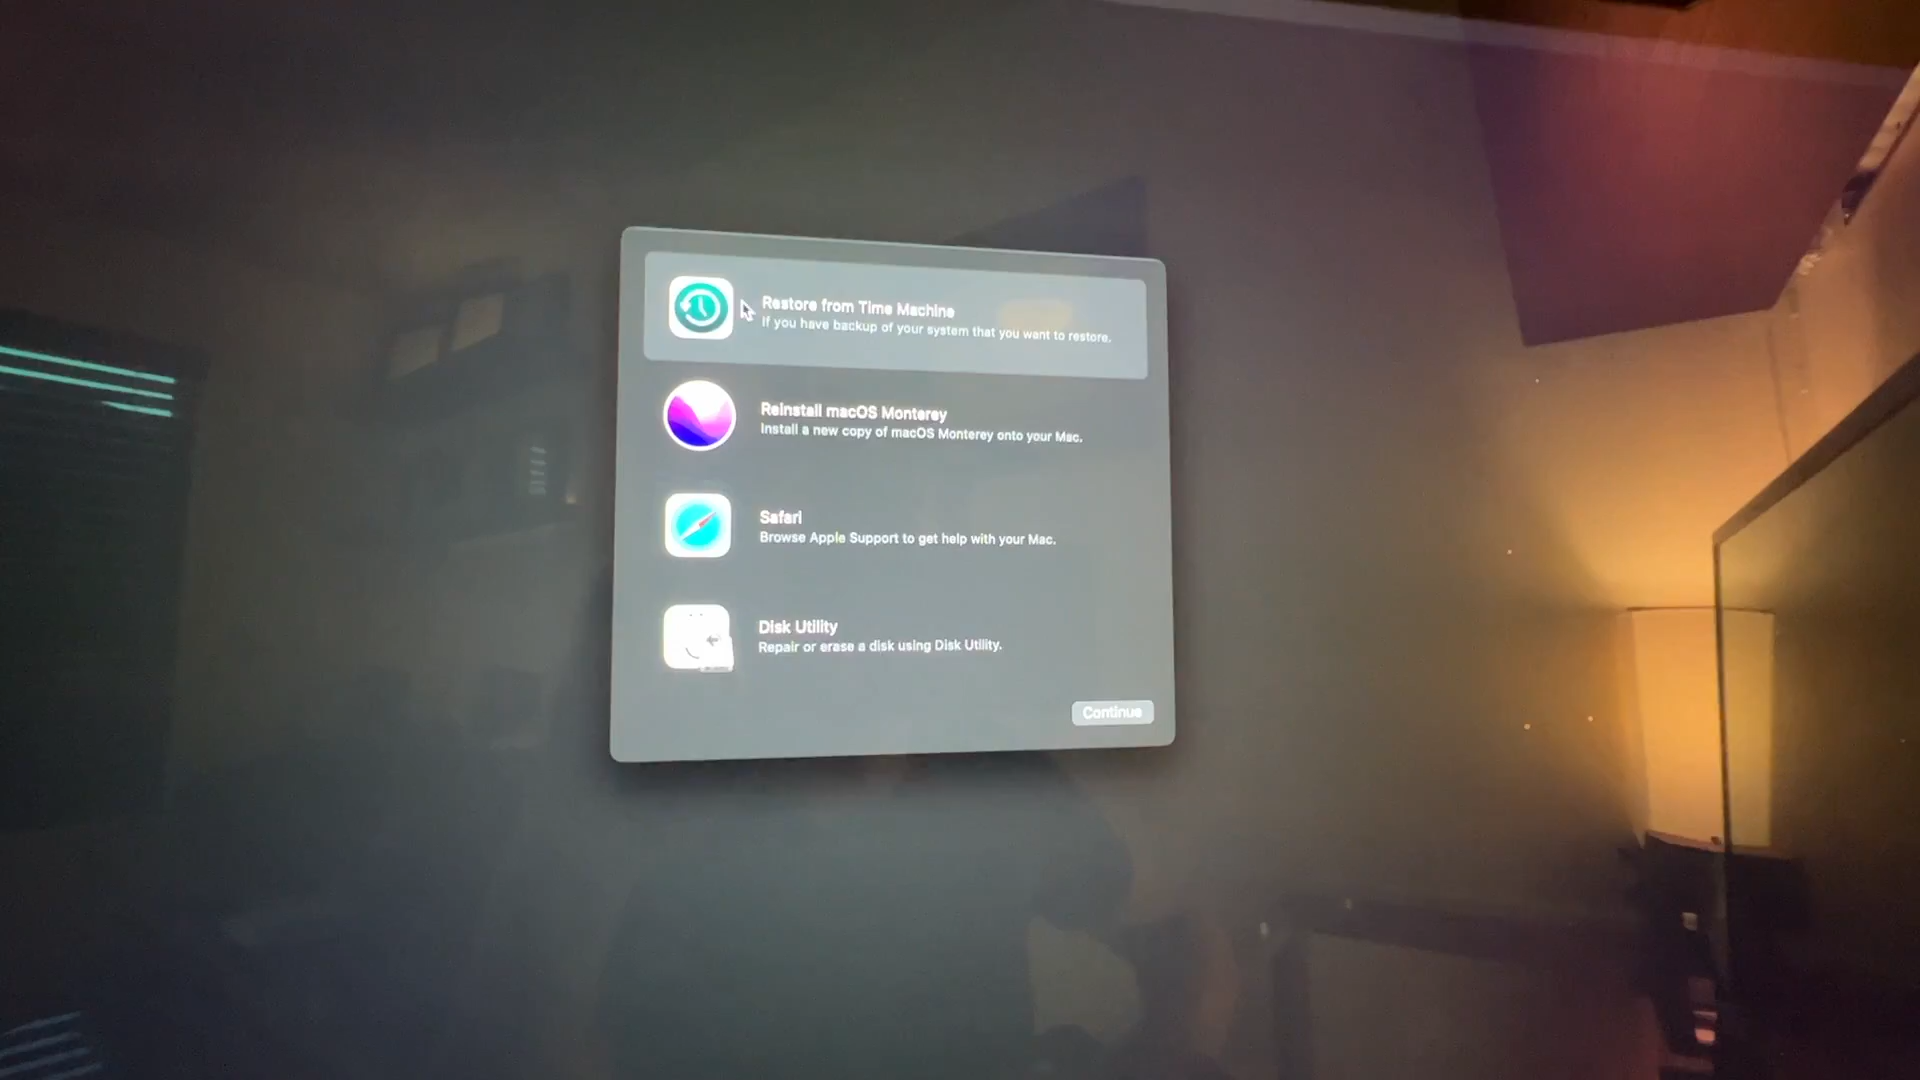 Restore from Time Machine
If you have backup of your system that you want to restore.
Reinstall macOS Monterey
Install a new copy of macOS Monterey onto your Mac.
Safari
Browse Apple Support to get help with your Mac.
Disk Utility
Repair or erase a disk using Disk Utility.
Continue